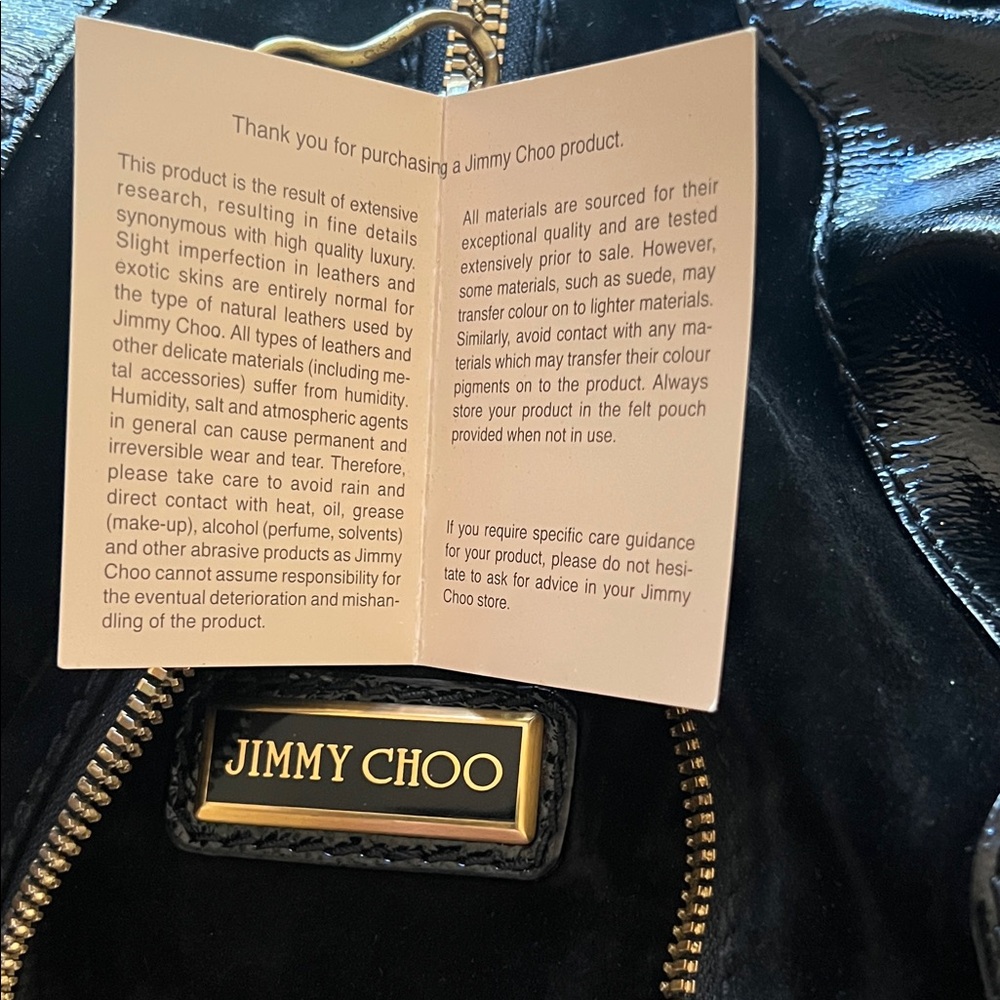 Thank you for purchasing a Jimmy Choo product.
This product is the result of extensive
research, resulting in fine details
synonymous with high quality luxury.
Slight imperfection in leathers and
exotic skins are entirely normal for
the type of natural leathers used by
Jimmy Choo. All types of leathers and
other delicate materials (including me-
tal accessories) suffer from humidity.
Humidity, salt and atmospheric agents
in general can cause permanent and
irreversible wear and tear. Therefore,
please take care to avoid rain and
direct contact with heat, oil, grease
(make-up), alcohol (perfume, solvents)
and other abrasive products as Jimmy
Choo cannot assume responsibility for
the eventual deterioration and mishan-
dling of the product.
All materials are sourced for their
exceptional quality and are tested
extensively prior to sale. However,
some materials, such as suede, may
transfer colour on to lighter materials.
Similarly, avoid contact with any ma-
terials which may transfer their colour
pigments on to the product. Always
store your product in the felt pouch
provided when not in use.
If you require specific care guidance
for your product, please do not hesi-
tate to ask for advice in your Jimmy
Choo store.
JIMMY CHOO